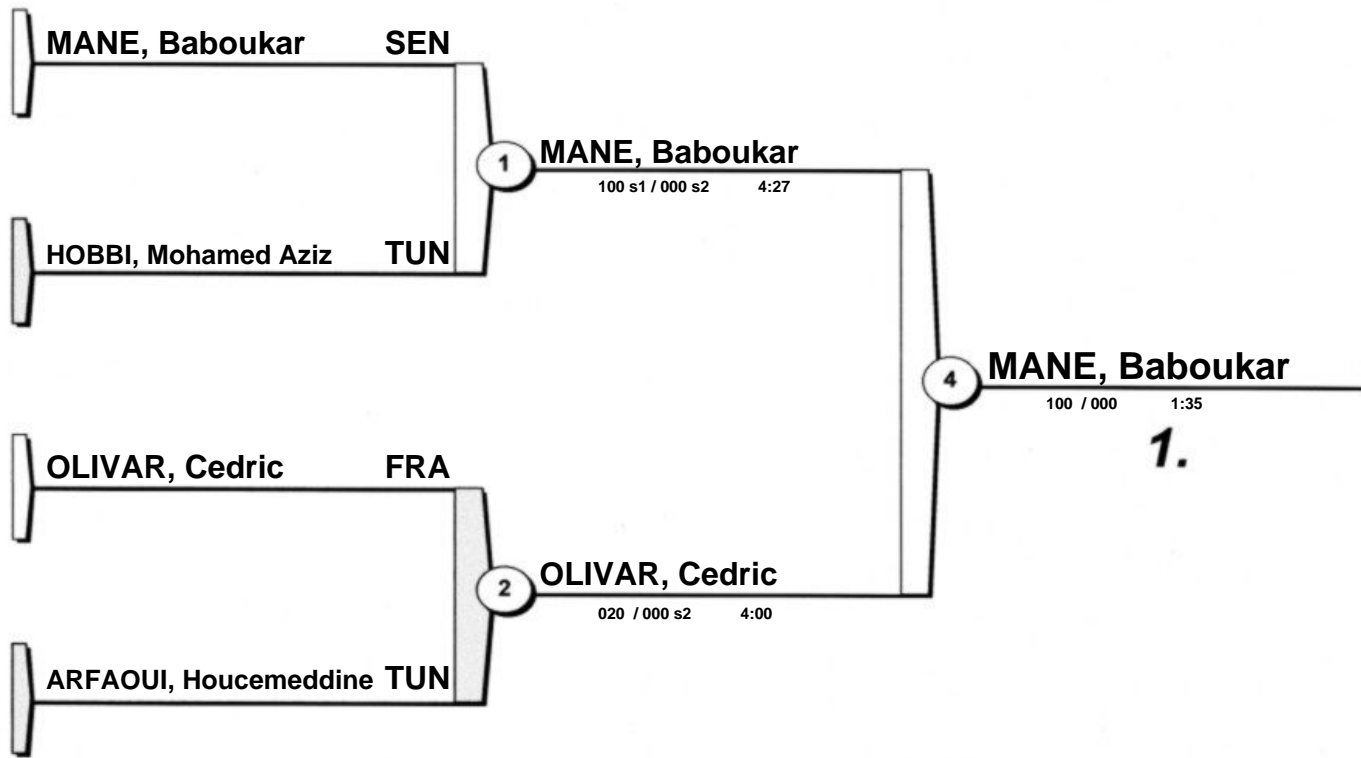 MANE, Baboukar SEN
1
MANE, Baboukar
100 s1 / 000 s2 4:27
HOBBI, Mohamed Aziz TUN
4
MANE, Baboukar
100 / 000 1:35
1.
OLIVAR, Cedric FRA
2
OLIVAR, Cedric
020 / 000 s2 4:00
ARFAOUI, Houcemeddine TUN